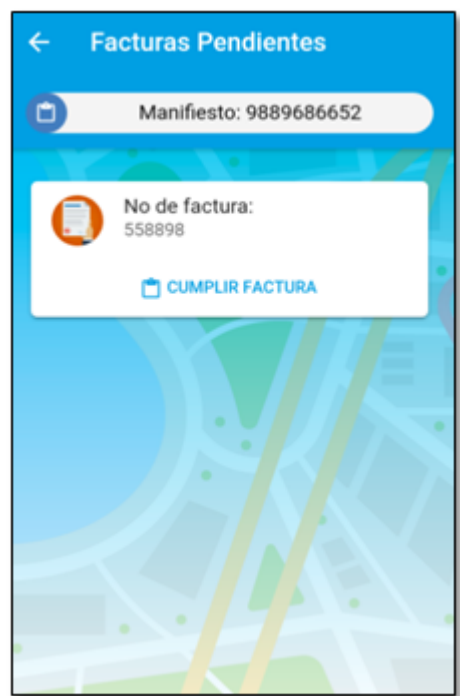 Facturas Pendientes
Manifiesto: 9889686652
No de factura:
558898
CUMPLIR FACTURA